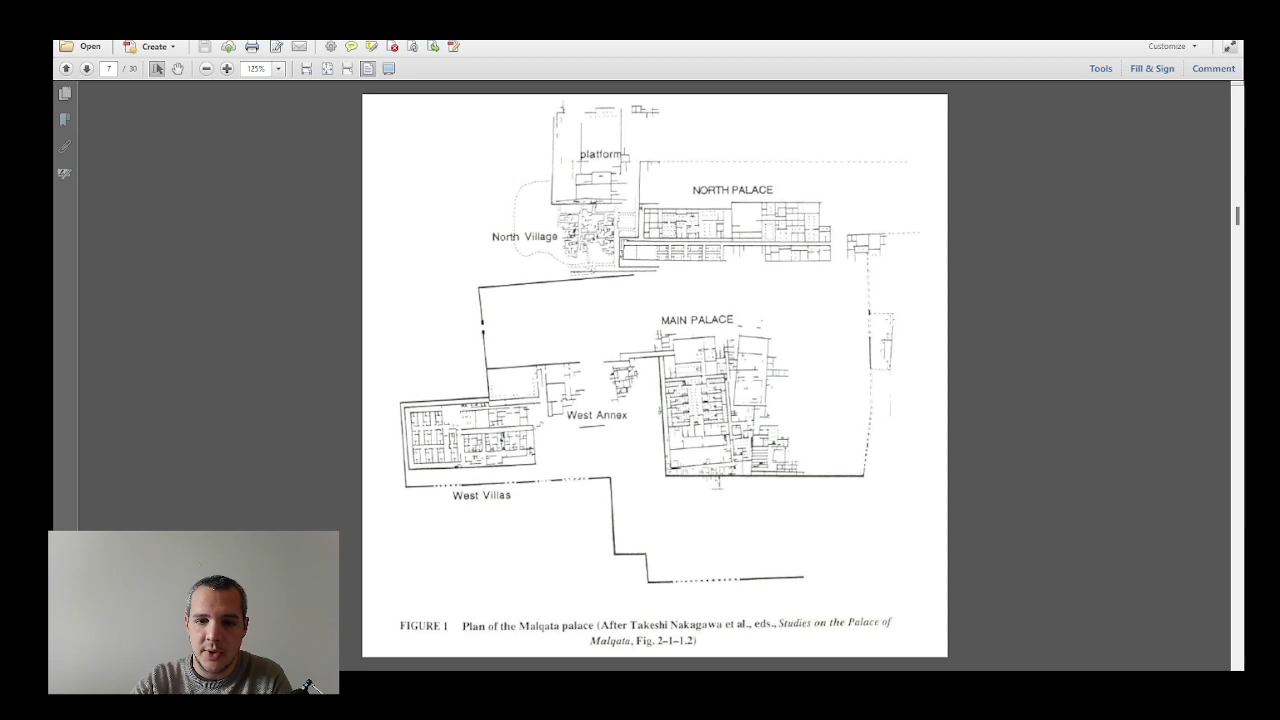 Open
Create
Customize
7 / 30
125%
Tools
Fill & Sign
Comment
platform
NORTH PALACE
North Village
MAIN PALACE
West Annex
West Villas
FIGURE 1 Plan of the Malqata palace (After Takeshi Nakagawa et al., eds., Studies on the Palace of
Malqata, Fig. 2–1–1.2)